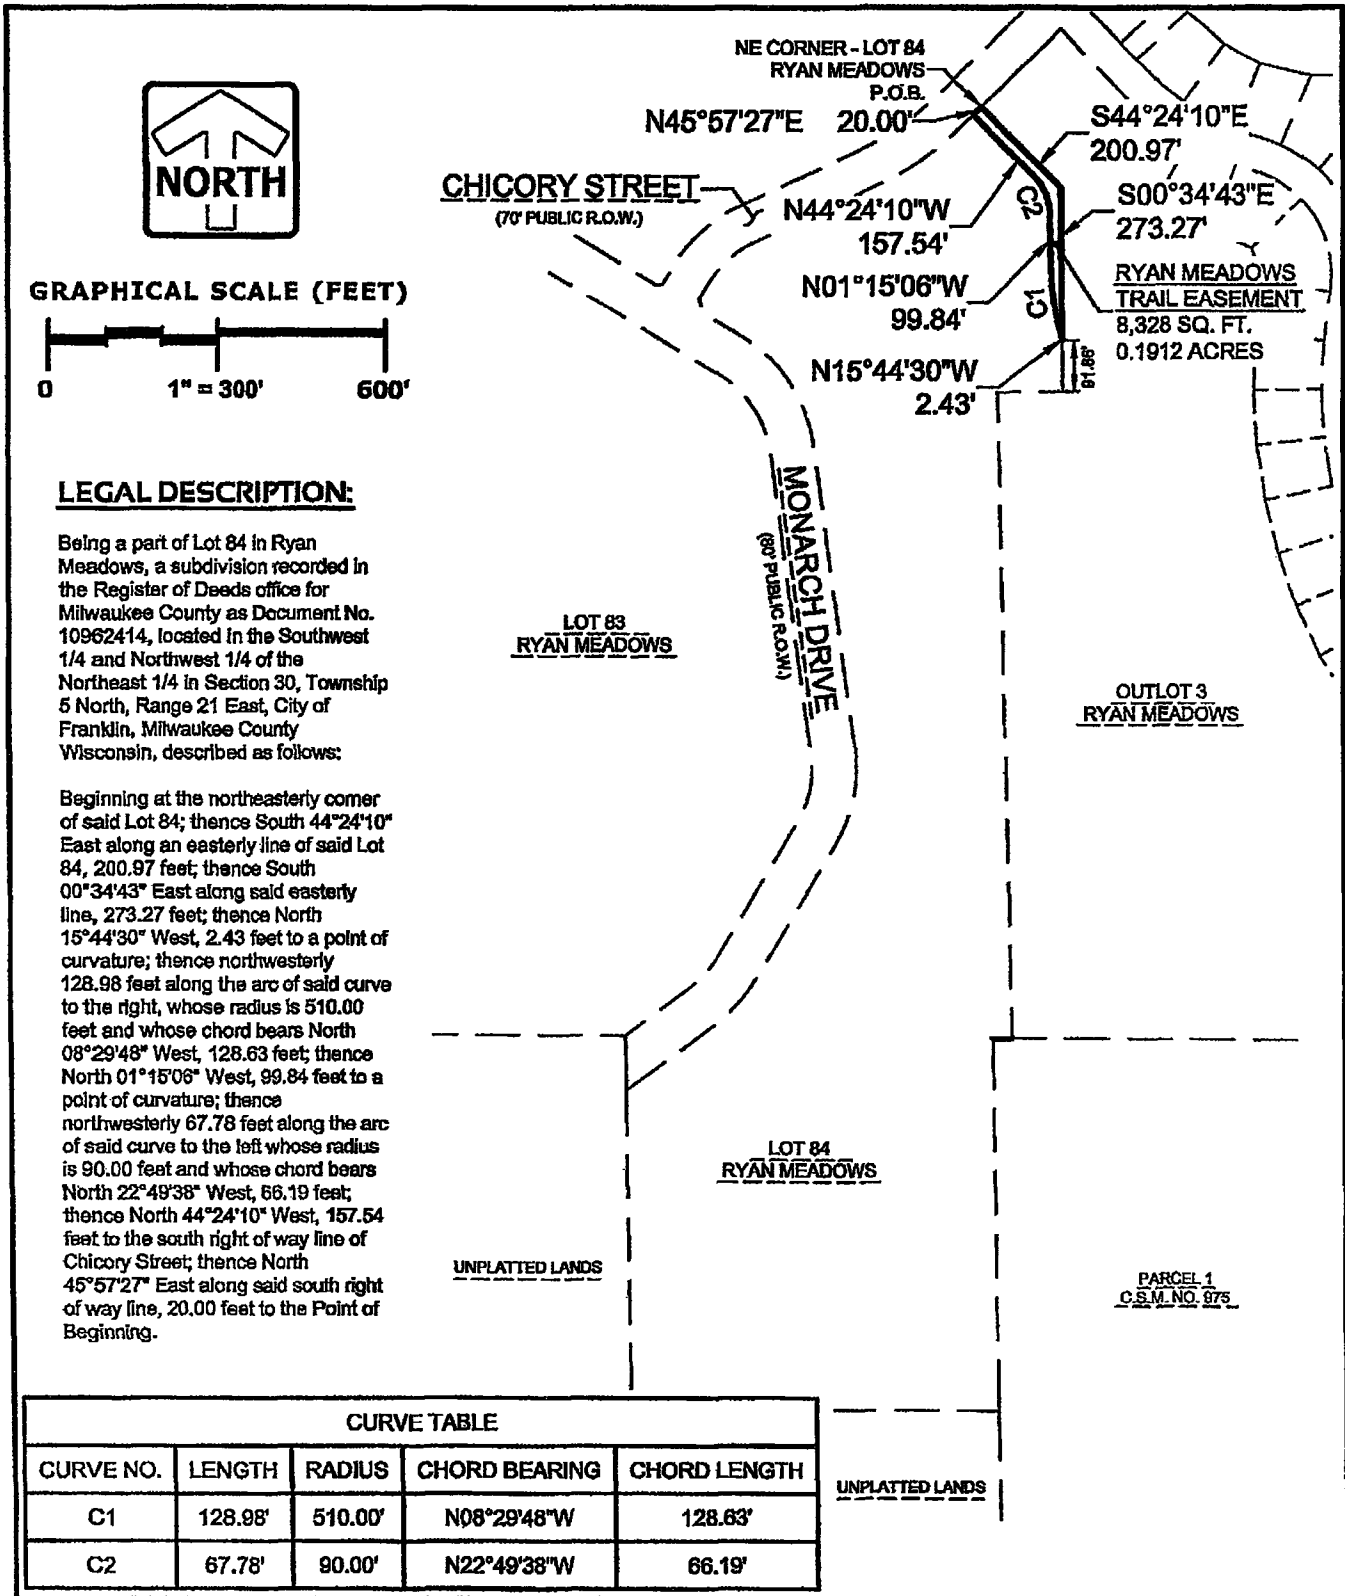 NORTH
GRAPHICAL SCALE (FEET)
0 1" = 300' 600'
NE CORNER - LOT 84
RYAN MEADOWS
P.O.B.
N45°57'27"E 20.00'
S44°24'10"E
200.97'
CHICORY STREET
(70' PUBLIC R.O.W.)
N44°24'10"W
157.54'
C2
S00°34'43"E
273.27'
N01°15'06"W
99.84'
C1
RYAN MEADOWS
TRAIL EASEMENT
8,328 SQ. FT.
0.1912 ACRES
N15°44'30"W
2.43'
91.86'
MONARCH DRIVE
(80' PUBLIC R.O.W.)
LEGAL DESCRIPTION:
Being a part of Lot 84 in Ryan
Meadows, a subdivision recorded in
the Register of Deeds office for
Milwaukee County as Document No.
10962414, located in the Southwest
1/4 and Northwest 1/4 of the
Northeast 1/4 in Section 30, Township
5 North, Range 21 East, City of
Franklin, Milwaukee County
Wisconsin, described as follows:
Beginning at the northeasterly corner
of said Lot 84; thence South 44°24'10"
East along an easterly line of said Lot
84, 200.97 feet; thence South
00°34'43" East along said easterly
line, 273.27 feet; thence North
15°44'30" West, 2.43 feet to a point of
curvature; thence northwesterly
128.98 feet along the arc of said curve
to the right, whose radius is 510.00
feet and whose chord bears North
08°29'48" West, 128.63 feet; thence
North 01°15'06" West, 99.84 feet to a
point of curvature; thence
northwesterly 67.78 feet along the arc
of said curve to the left whose radius
is 90.00 feet and whose chord bears
North 22°49'38" West, 66.19 feet;
thence North 44°24'10" West, 157.54
feet to the south right of way line of
Chicory Street; thence North
45°57'27" East along said south right
of way line, 20.00 feet to the Point of
Beginning.
LOT 83
RYAN MEADOWS
OUTLOT 3
RYAN MEADOWS
LOT 84
RYAN MEADOWS
UNPLATTED LANDS
PARCEL 1
C.S.M. NO. 975
UNPLATTED LANDS
CURVE TABLE
CURVE NO. LENGTH RADIUS CHORD BEARING CHORD LENGTH
C1 128.98' 510.00' N08°29'48"W 128.63'
C2 67.78' 90.00' N22°49'38"W 66.19'